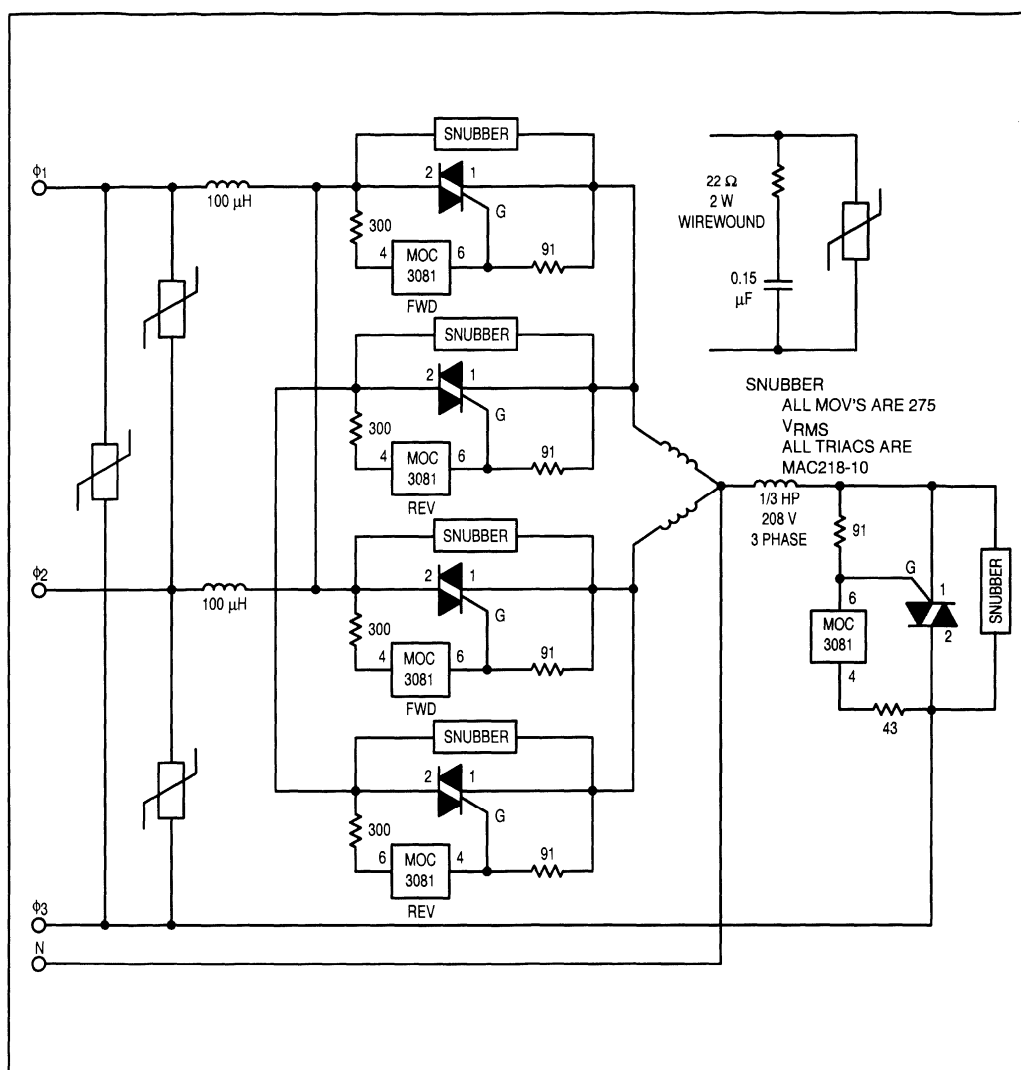 SNUBBER
ϕ1
2
1
100 μH
G
300
4
MOC
3081
6
91
FWD
22 Ω
2 W
WIREWOUND
0.15
μF
SNUBBER
2
1
G
300
4
MOC
3081
6
91
REV
SNUBBER
ALL MOV'S ARE 275
VRMS
ALL TRIACS ARE
MAC218-10
1/3 HP
208 V
3 PHASE
91
G
6
1
MOC
3081
2
4
SNUBBER
43
SNUBBER
ϕ2
2
1
100 μH
G
300
4
MOC
3081
6
91
FWD
SNUBBER
2
1
G
300
6
MOC
3081
4
91
REV
ϕ3
N